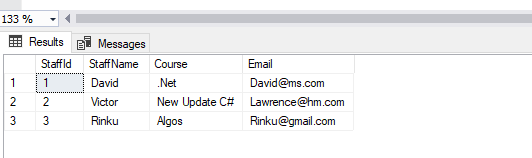 133 %
Results Messages
StaffId StaffName Course Email
1 1 David .Net David@ms.com
2 2 Victor New Update C# Lawrence@hm.com
3 3 Rinku Algos Rinku@gmail.com